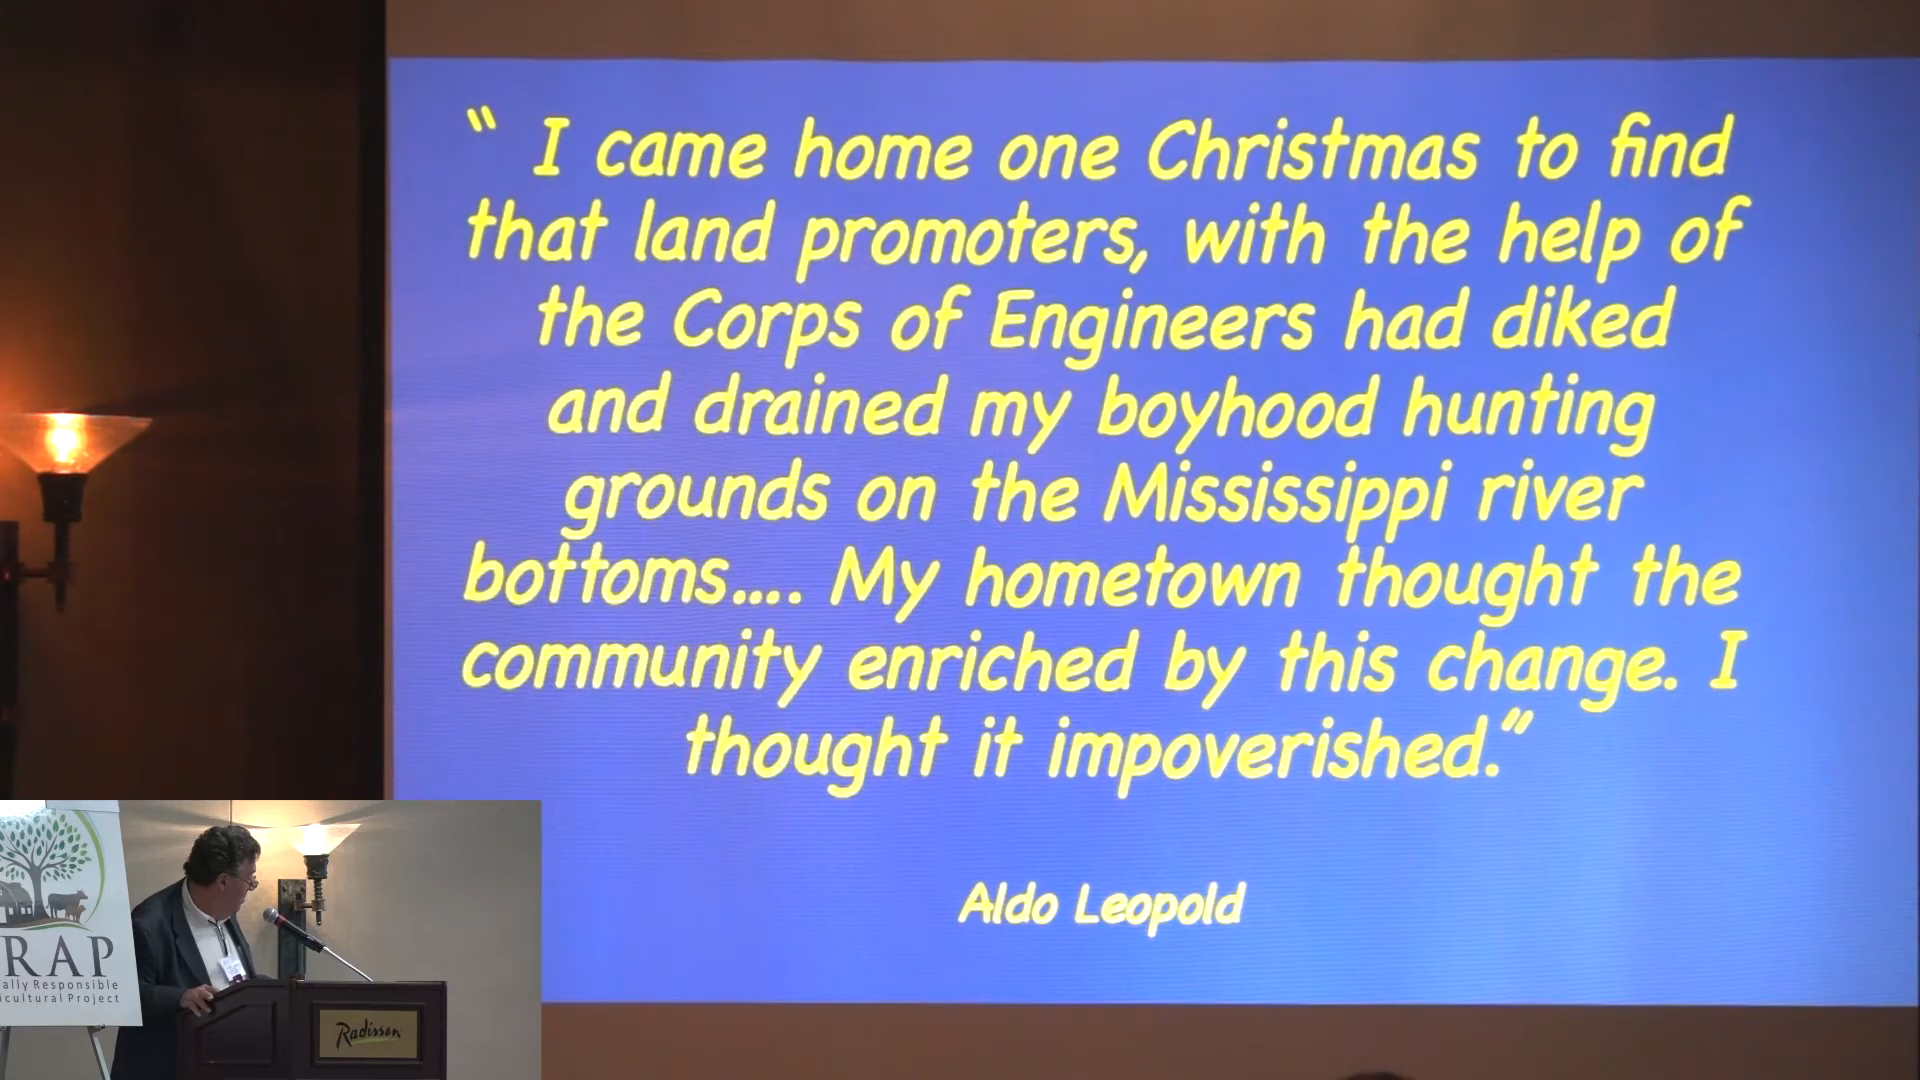 “ I came home one Christmas to find
that land promoters, with the help of
the Corps of Engineers had diked
and drained my boyhood hunting
grounds on the Mississippi river
bottoms.... My hometown thought the
community enriched by this change. I
thought it impoverished.”
Aldo Leopold
RAP
ally Responsible
icultural Project
Radisson